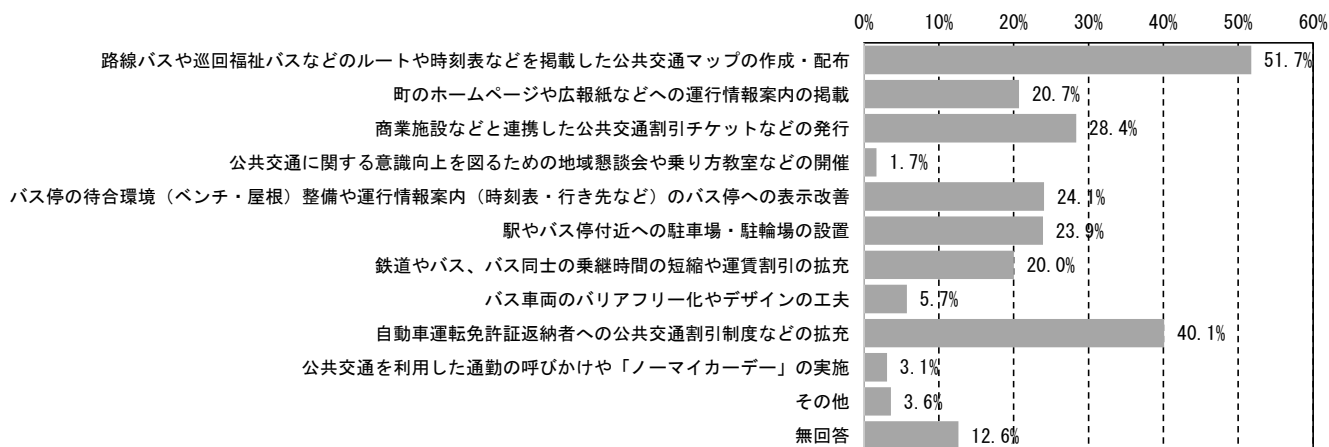 0% 10% 20% 30% 40% 50% 60%
路線バスや巡回福祉バスなどのルートや時刻表などを掲載した公共交通マップの作成・配布 51.7%
町のホームページや広報紙などへの運行情報案内の掲載 20.7%
商業施設などと連携した公共交通割引チケットなどの発行 28.4%
公共交通に関する意識向上を図るための地域懇談会や乗り方教室などの開催 1.7%
バス停の待合環境（ベンチ・屋根）整備や運行情報案内（時刻表・行き先など）のバス停への表示改善 24.1%
駅やバス停付近への駐車場・駐輪場の設置 23.9%
鉄道やバス、バス同士の乗継時間の短縮や運賃割引の拡充 20.0%
バス車両のバリアフリー化やデザインの工夫 5.7%
自動車運転免許証返納者への公共交通割引制度などの拡充 40.1%
公共交通を利用した通勤の呼びかけや「ノーマイカーデー」の実施 3.1%
その他 3.6%
無回答 12.6%